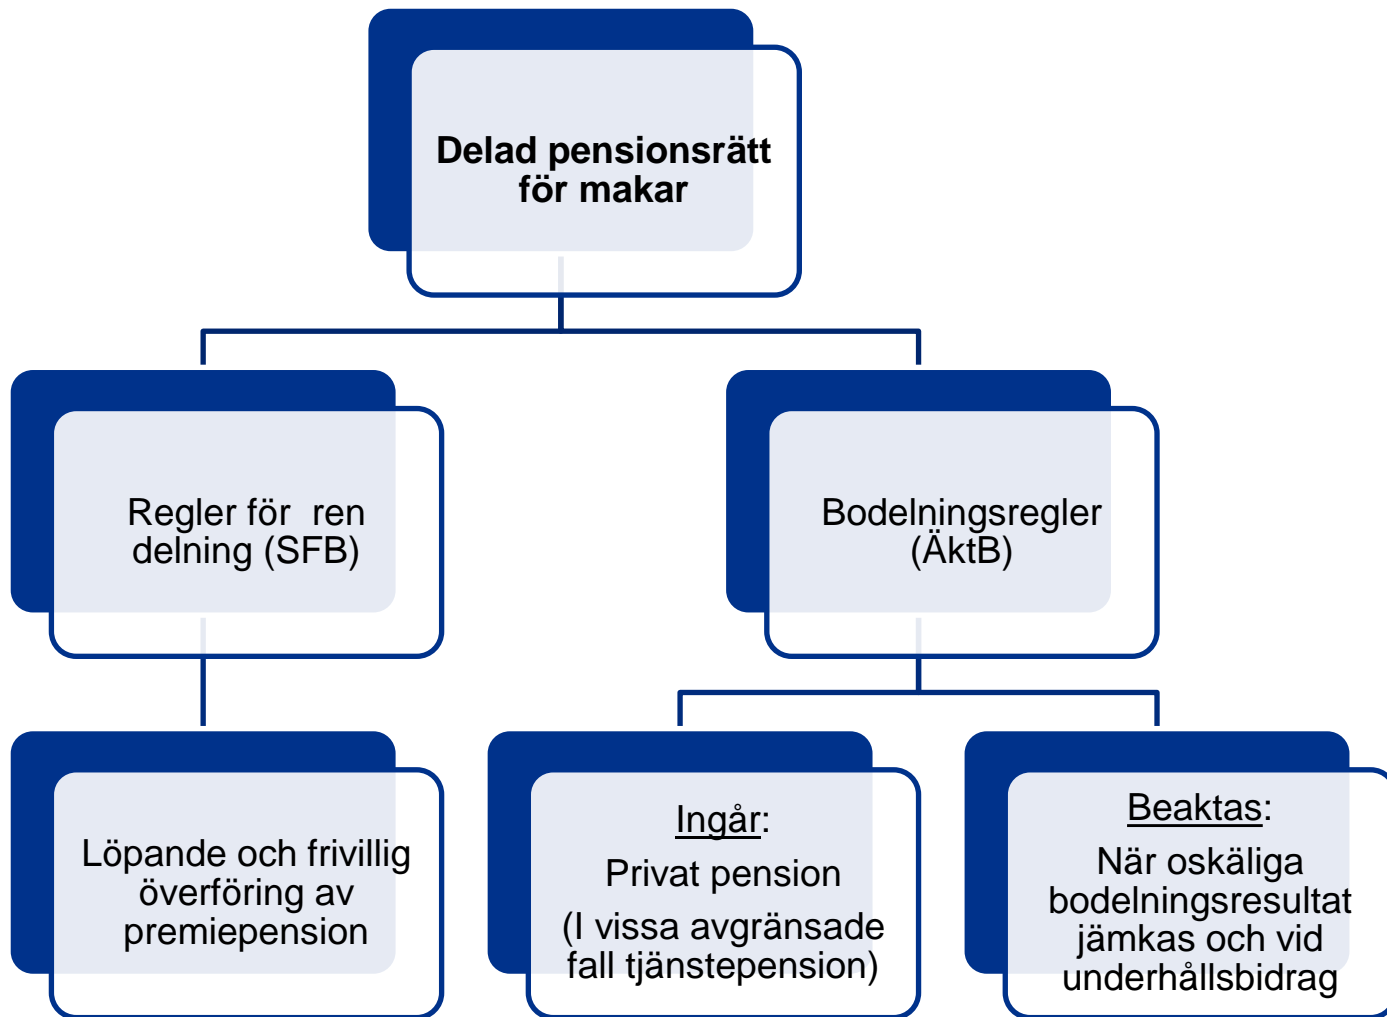 Delad pensionsrätt
för makar
Regler för  ren
delning (SFB)
Bodelningsregler
(ÄktB)
Löpande och frivillig
överföring av
premiepension
Ingår:
Privat pension
(I vissa avgränsade
fall tjänstepension)
Beaktas:
När oskäliga
bodelningsresultat
jämkas och vid
underhållsbidrag